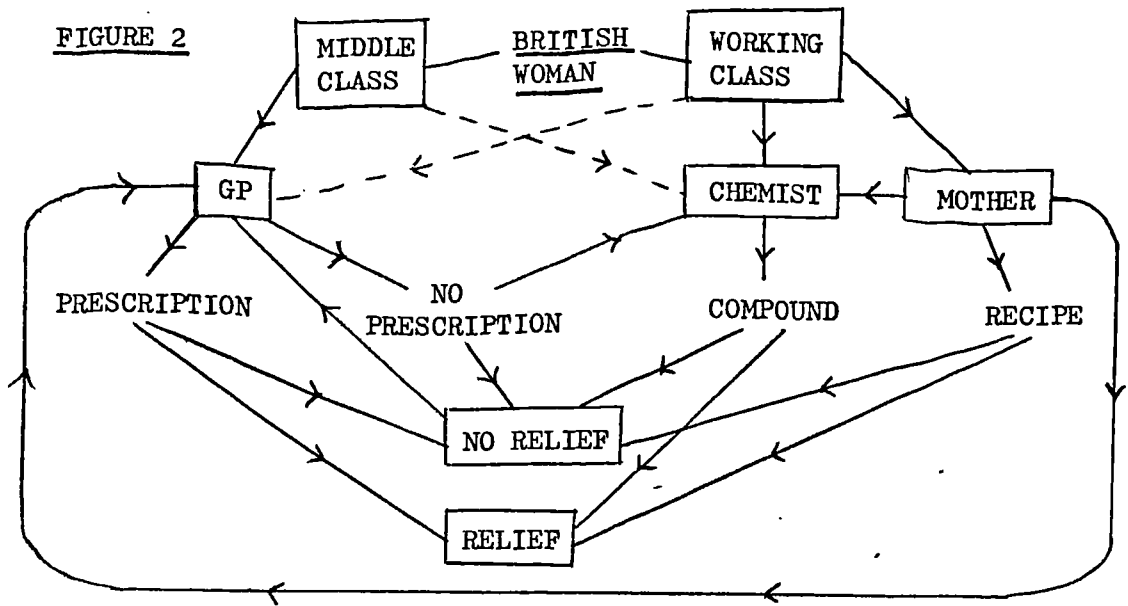 FIGURE 2
MIDDLE
CLASS
BRITISH
WOMAN
WORKING
CLASS
GP
CHEMIST
MOTHER
PRESCRIPTION
NO
PRESCRIPTION
COMPOUND
RECIPE
NO RELIEF
RELIEF